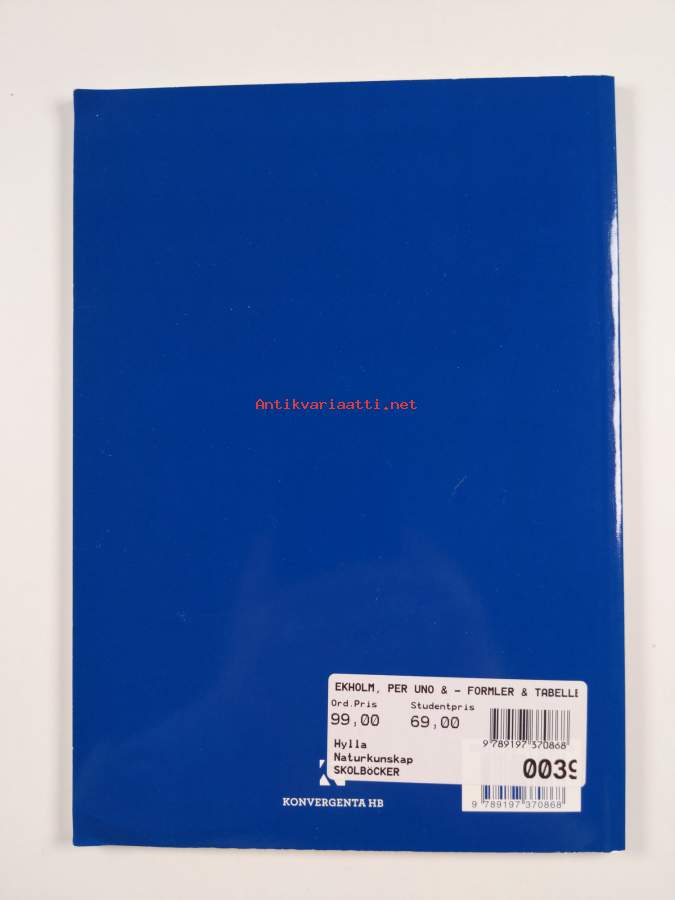 Antikvariaatti.net
EKHOLM, PER UNO & - FORMLER & TABELLE
Ord.Pris Studentpris
99,00 69,00
9 789197 370868
Hylla
Naturkunskap
SKOLBöCKER
0039
KONVERGENTA HB
9 789197 370868